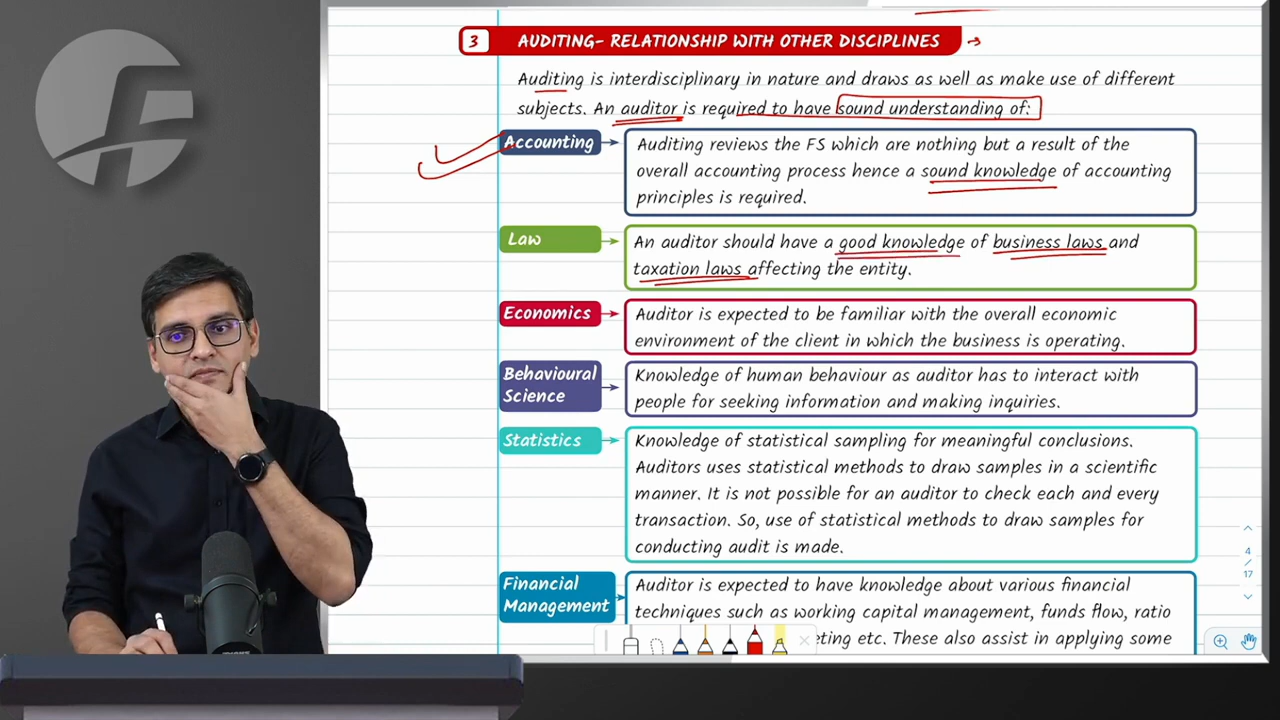 3 AUDITING- RELATIONSHIP WITH OTHER DISCIPLINES
Auditing is interdisciplinary in nature and draws as well as make use of different
subjects. An auditor is required to have sound understanding of:
Accounting
Auditing reviews the FS which are nothing but a result of the
overall accounting process hence a sound knowledge of accounting
principles is required.
Law
An auditor should have a good knowledge of business laws and
taxation laws affecting the entity.
Economics
Auditor is expected to be familiar with the overall economic
environment of the client in which the business is operating.
Behavioural
Science
Knowledge of human behaviour as auditor has to interact with
people for seeking information and making inquiries.
Statistics
Knowledge of statistical sampling for meaningful conclusions.
Auditors uses statistical methods to draw samples in a scientific
manner. It is not possible for an auditor to check each and every
transaction. So, use of statistical methods to draw samples for
conducting audit is made.
Financial
Management
Auditor is expected to have knowledge about various financial
techniques such as working capital management, funds flow, ratio
etc. These also assist in applying some
4
/
17